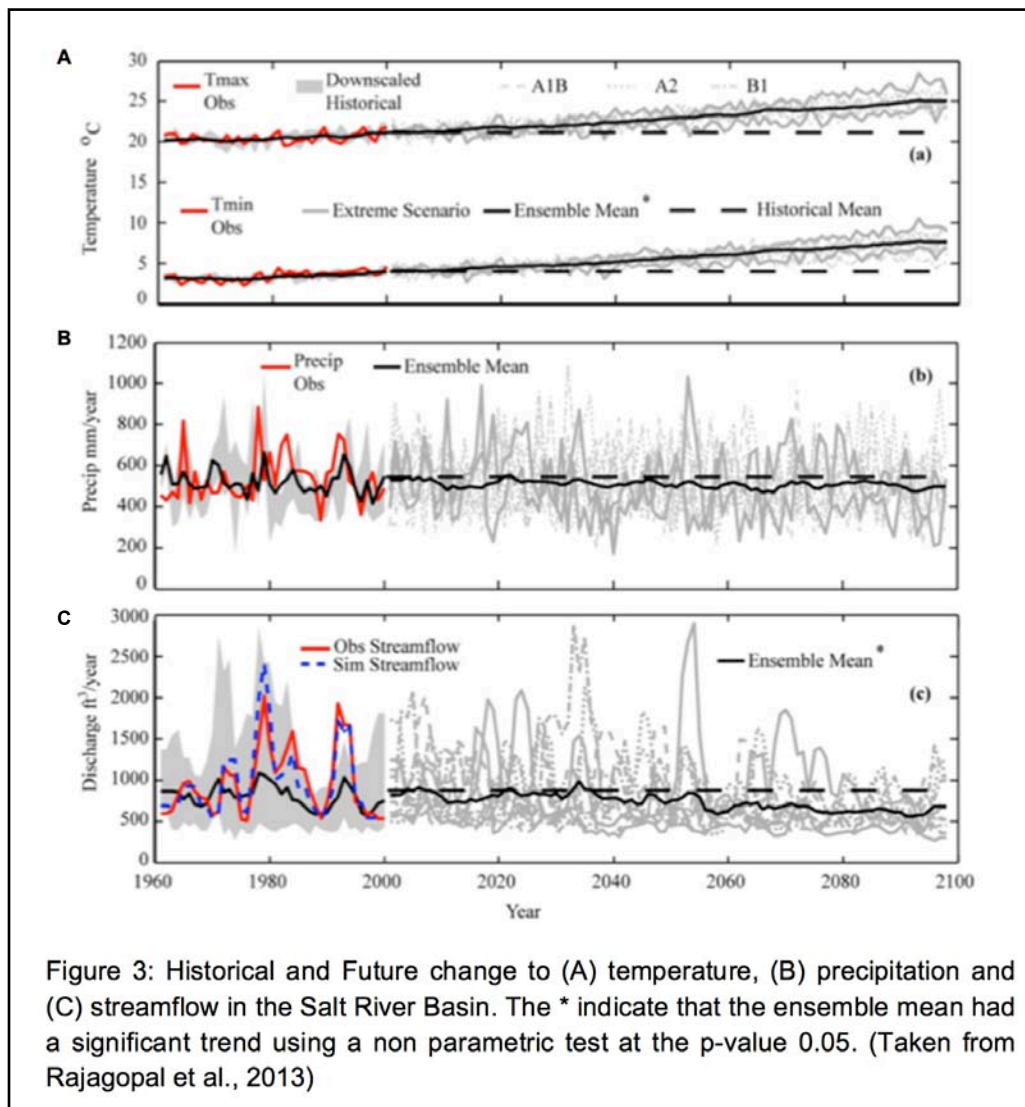 A
30
25
20
15
10
5
0
Temperature °C
Tmax
Obs
Downscaled
Historical
A1B
A2
B1
(a)
Tmin
Obs
Extreme Scenario
Ensemble Mean*
Historical Mean
B
1200
1000
800
600
400
200
0
Precip mm/year
Precip
Obs
Ensemble Mean
(b)
C
3000
2500
2000
1500
1000
500
0
Discharge ft³/year
Obs Streamflow
Sim Streamflow
Ensemble Mean*
(c)
1960 1980 2000 2020 2040 2060 2080 2100
Year
Figure 3: Historical and Future change to (A) temperature, (B) precipitation and
(C) streamflow in the Salt River Basin. The * indicate that the ensemble mean had
a significant trend using a non parametric test at the p-value 0.05. (Taken from
Rajagopal et al., 2013)